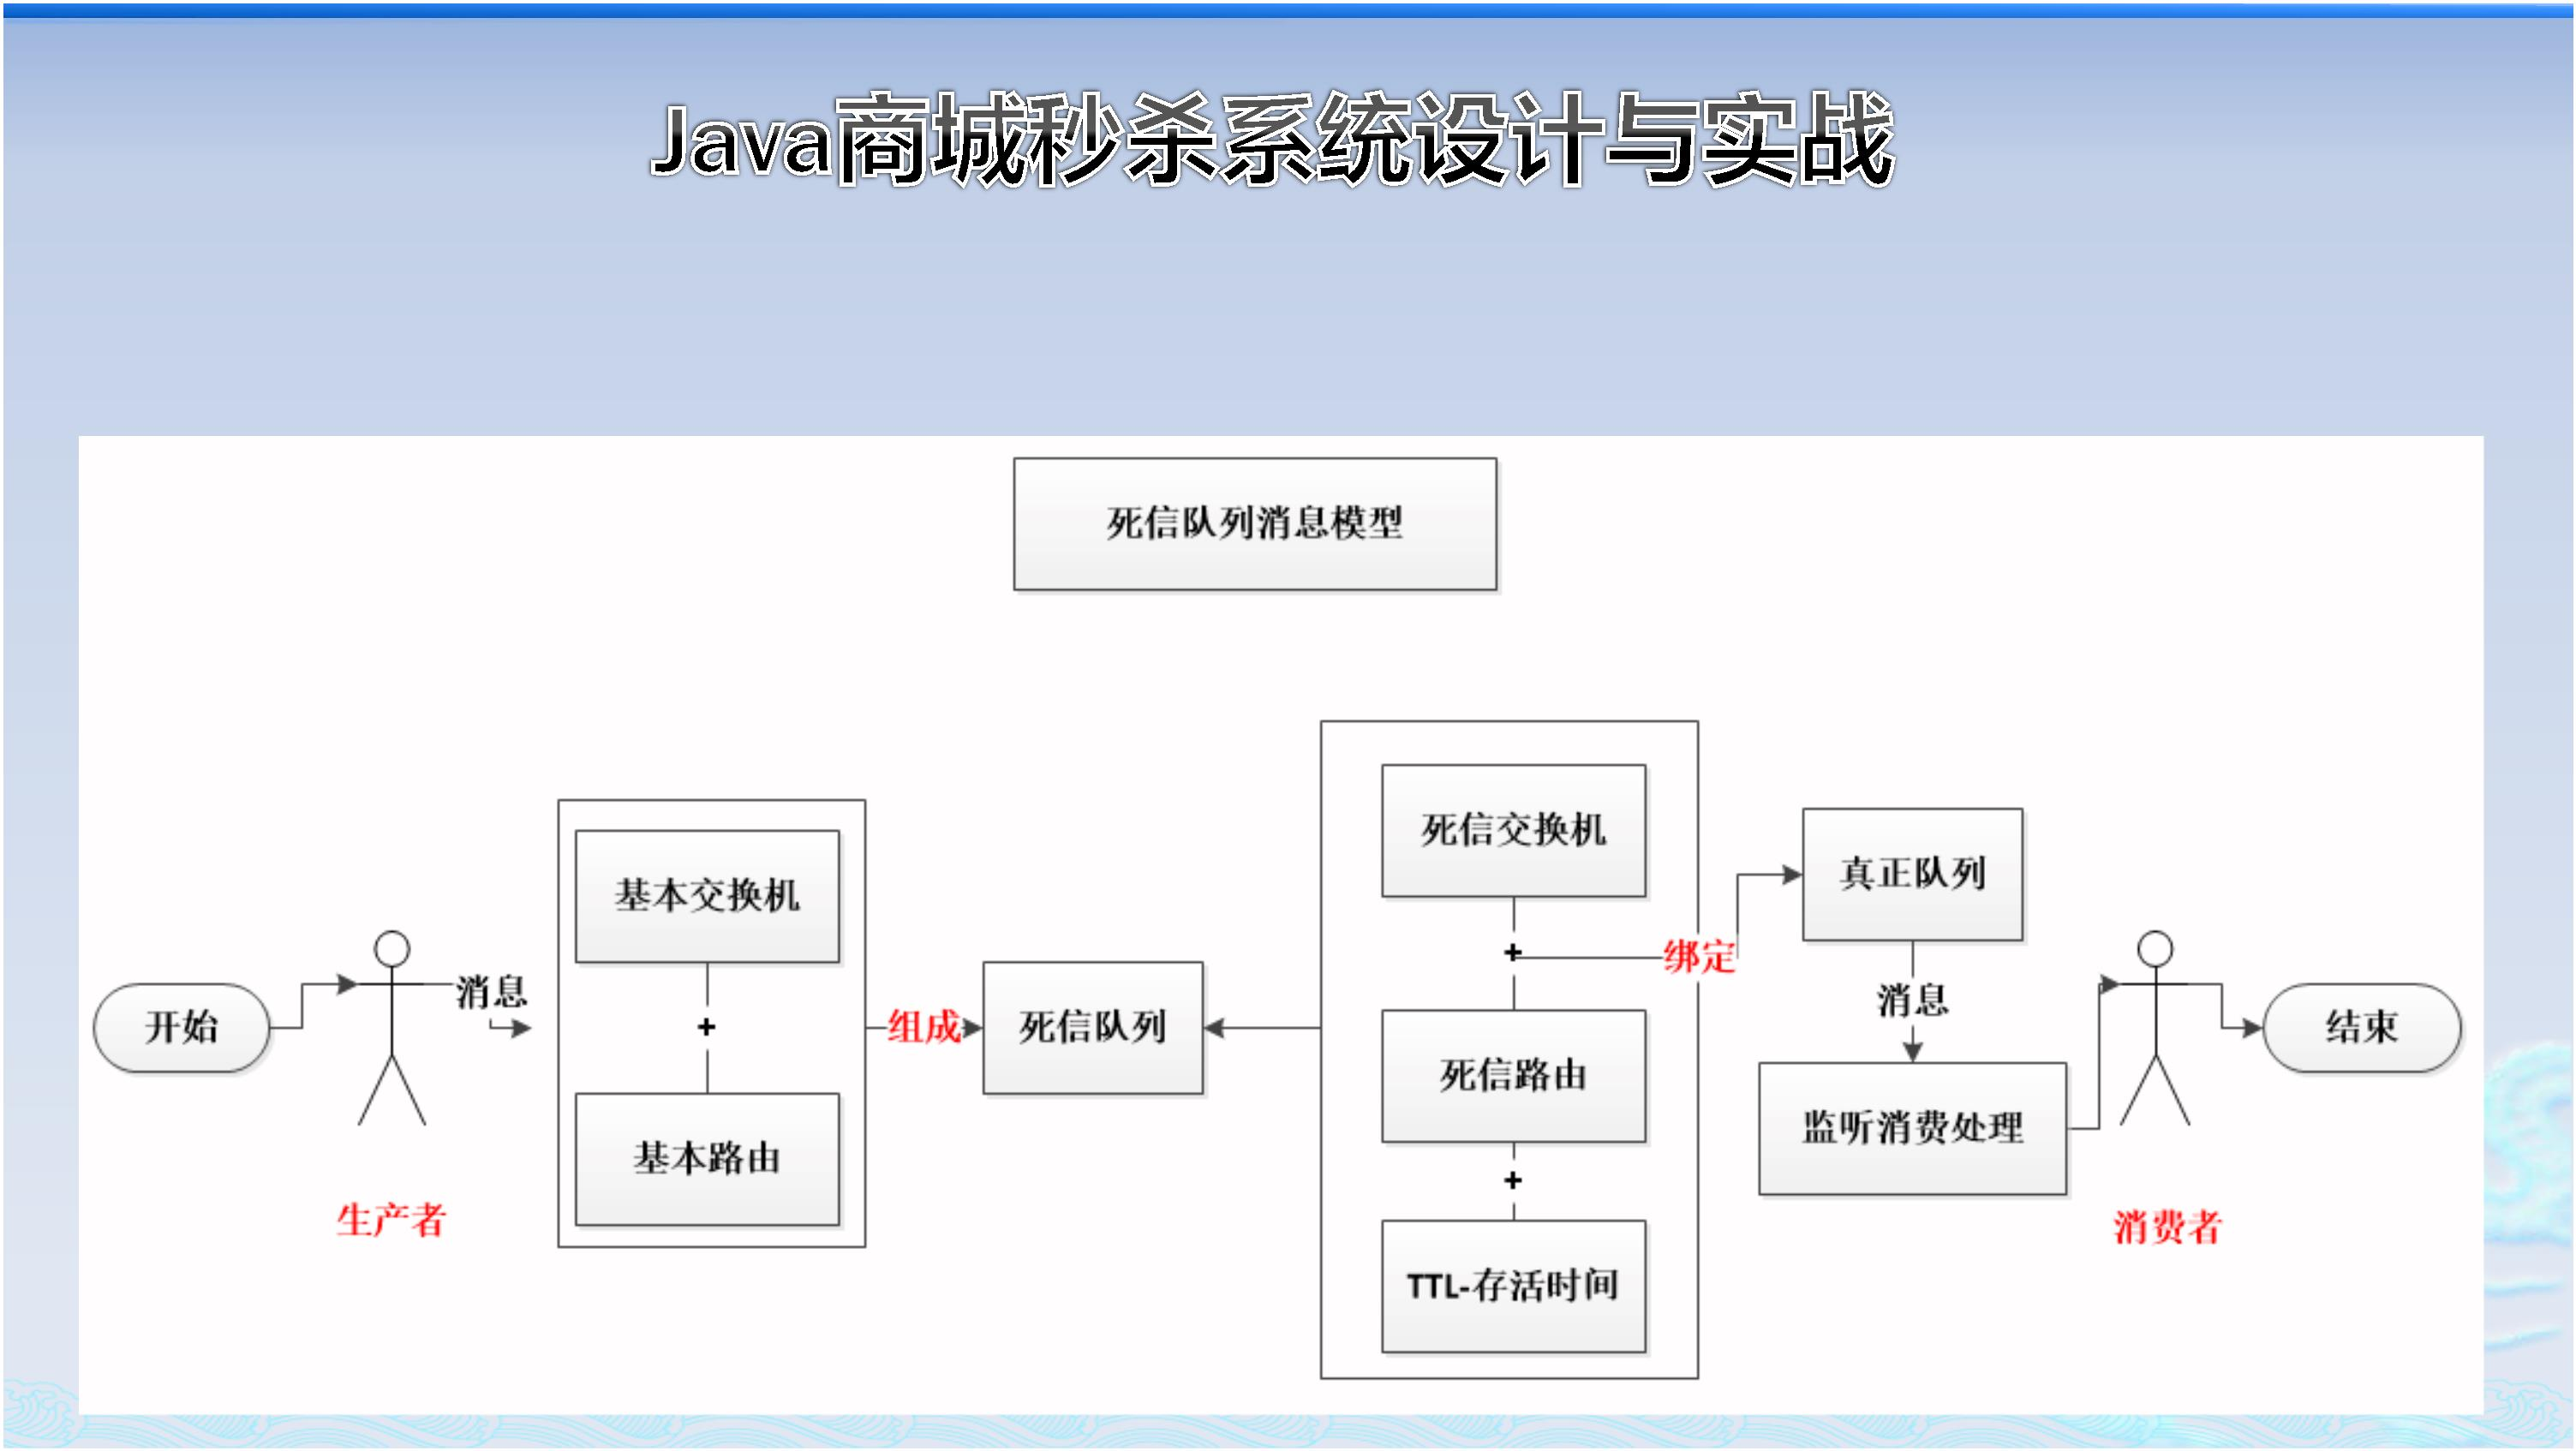 Java商城秒杀系统设计与实战
死信队列消息模型
开始
消息
生产者
基本交换机
+
基本路由
组成
死信队列
死信交换机
+
绑定
死信路由
+
TTL-存活时间
真正队列
消息
监听消费处理
消费者
结束